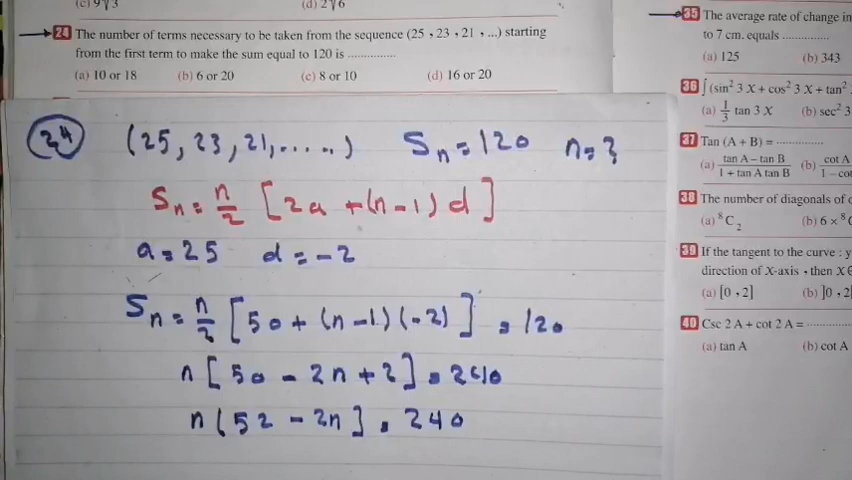 (c) 9√3 (d) 2√6
24 The number of terms necessary to be taken from the sequence (25 , 23 , 21 , ...) starting
from the first term to make the sum equal to 120 is ..............
(a) 10 or 18 (b) 6 or 20 (c) 8 or 10 (d) 16 or 20
24 (25, 23, 21, .....) Sn = 120 n = ?
Sn = n/2 [2a + (n-1) d]
a = 25 d = -2
Sn = n/2 [50 + (n-1)(-2)] = 120
n [50 - 2n + 2] = 240
n (52 - 2n] = 240
35 The average rate of change in
to 7 cm. equals ..............
(a) 125 (b) 343
36 ∫ (sin² 3 X + cos² 3 X + tan²
(a) 1/3 tan 3 X (b) sec² 3
37 Tan (A + B) = ..............
(a) tan A – tan B / 1 + tan A tan B (b) cot A / 1 – cot
38 The number of diagonals of
(a) ⁸C₂ (b) 6 × ⁸
39 If the tangent to the curve : y
direction of X-axis , then X ∈
(a) [0 , 2] (b) ]0 , 2
40 Csc 2 A + cot 2 A = ..............
(a) tan A (b) cot A